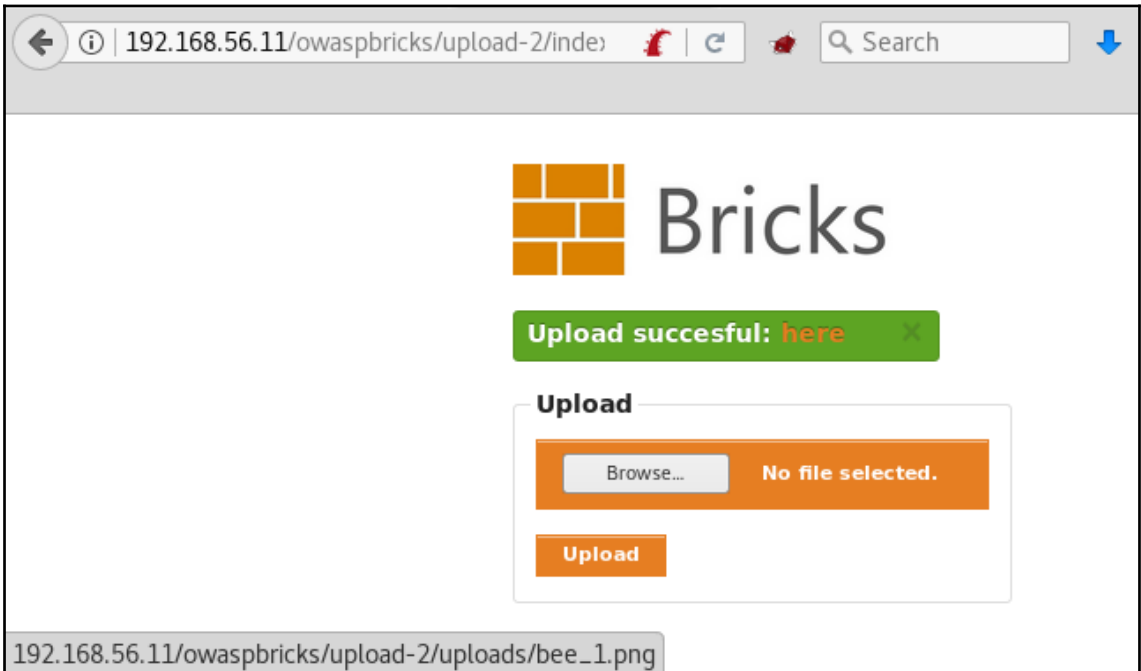 192.168.56.11/owaspbricks/upload-2/index
Search
Bricks
Upload succesful: here
Upload
Browse...
No file selected.
Upload
192.168.56.11/owaspbricks/upload-2/uploads/bee_1.png